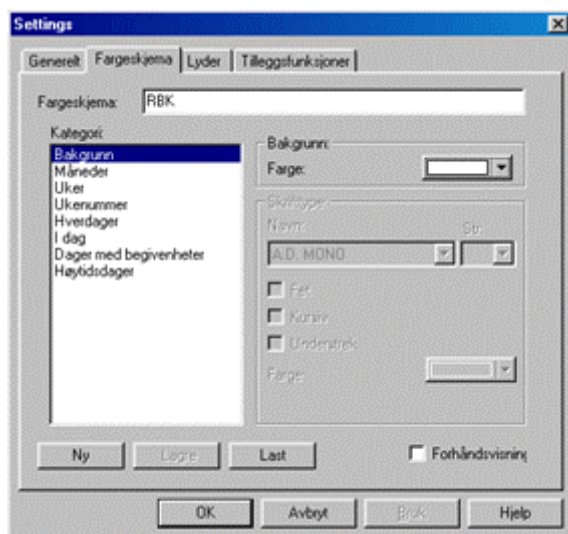 Settings
Generelt Fargeskjema Lyder Tilleggsfunksjoner
Fargeskjema: RBK
Kategori:
Bakgrunn
Måneder
Uker
Ukenummer
Hverdager
I dag
Dager med begivenheter
Høytidsdager
Bakgrunn:
Farge:
Skrifttype:
Navn: Str:
A.D. MONO
Fet
Kursiv
Understrek
Farge:
Ny Lagre Last Forhåndsvisning
OK Avbryt Bruk Hjelp